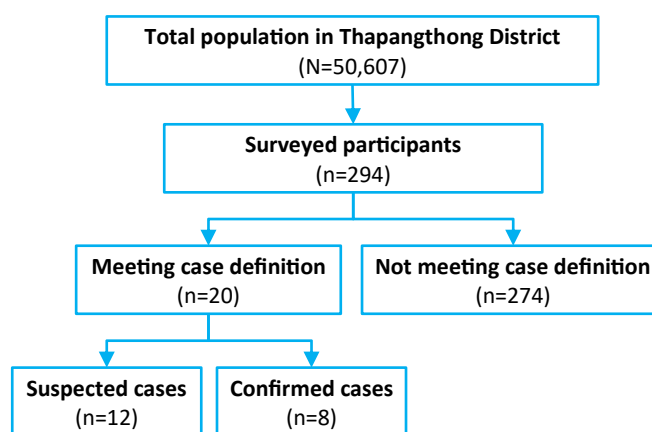 Total population in Thapangthong District
(N=50,607)
Surveyed participants
(n=294)
Meeting case definition
(n=20)
Not meeting case definition
(n=274)
Suspected cases
(n=12)
Confirmed cases
(n=8)